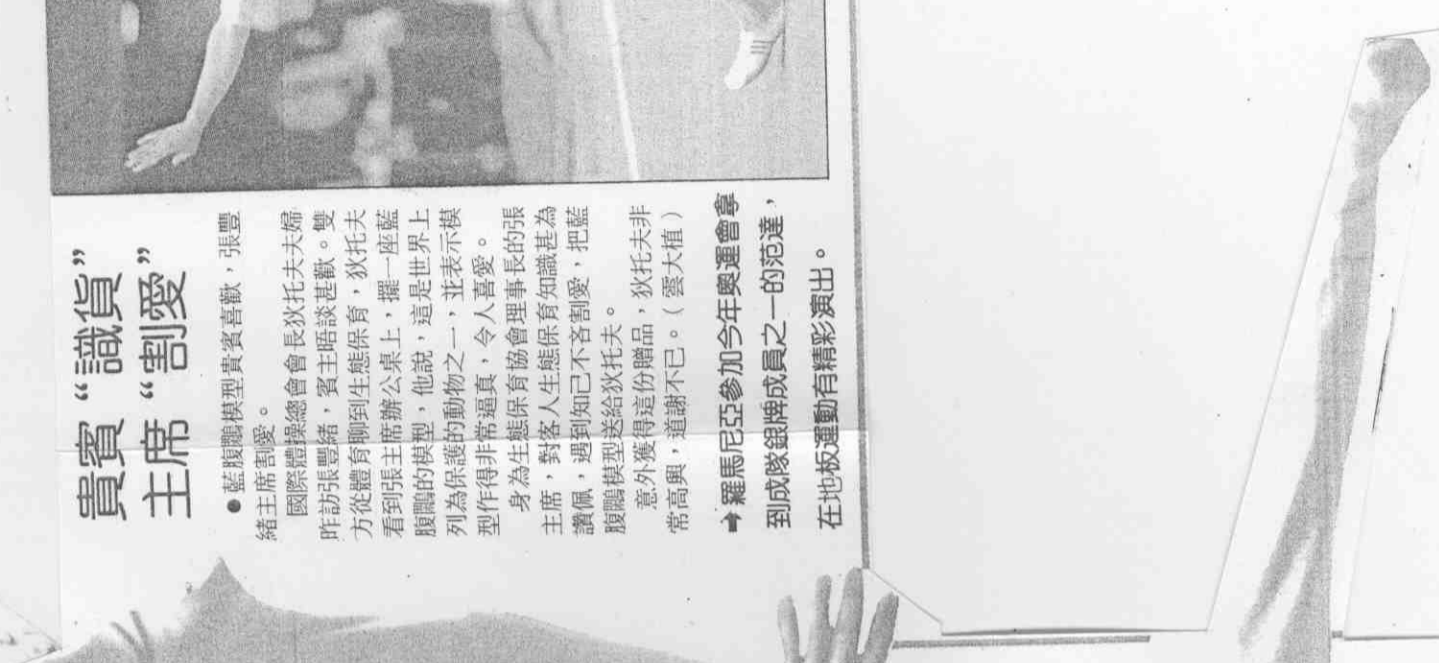 貴賓“識貨”
主席“割愛”
●藍腹鷴模型貴賓喜歡，張豐
緒主席割愛。
國際體操總會會長狄托夫夫婦
昨訪張豐緒，賓主晤談甚歡。雙
方從體育聊到生態保育，狄托夫
看到張主席辦公桌上，擺一座藍
腹鷴的模型，他說，這是世界上
列為保護的動物之一，並表示模
型作得非常逼真，令人喜愛。
身為生態保育協會理事長的張
主席，對客人生態保育知識甚為
讚佩，遇到知己不吝割愛，把藍
腹鷴模型送給狄托夫。
意外獲得這份贈品，狄托夫非
常高興，道謝不已。（雲大植）
➡羅馬尼亞參加今年奧運會拿
到成隊銀牌成員之一的范達，
在地板運動有精彩演出。